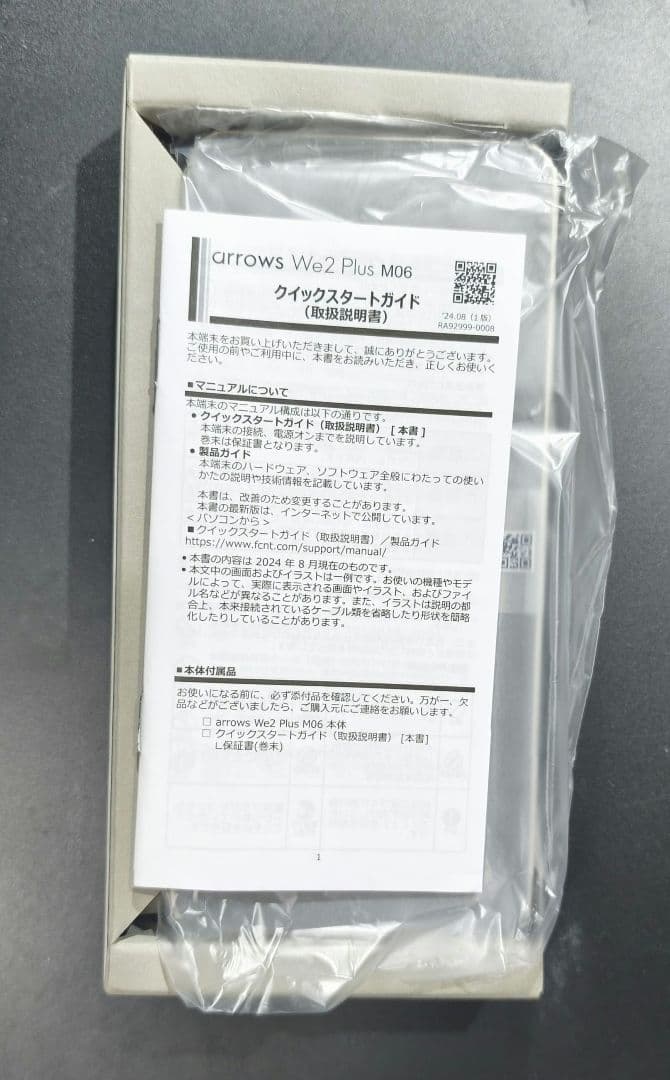 arrows We2 Plus M06
クイックスタートガイド
（取扱説明書）
'24.08（1版）
RA92999-0008
本端末をお買い上げいただきまして、誠にありがとうございます。
ご使用の前やご利用中に、本書をお読みいただき、正しくお使いく
ださい。
■マニュアルについて
本端末のマニュアル構成は以下の通りです。
● クイックスタートガイド（取扱説明書）［本書］
本端末の接続、電源オンまでを説明しています。
巻末は保証書となります。
● 製品ガイド
本端末のハードウェア、ソフトウェア全般にわたっての使い
かたの説明や技術情報を記載しています。
本書は、改善のため変更することがあります。
本書の最新版は、インターネットで公開しています。
＜パソコンから＞
■ クイックスタートガイド（取扱説明書）／製品ガイド
https://www.fcnt.com/support/manual/
● 本書の内容は 2024 年 8 月現在のものです。
● 本文中の画面およびイラストは一例です。お使いの機種やモデ
ルによって、実際に表示される画面やイラスト、およびファイ
ル名などが異なることがあります。また、イラストは説明の都
合上、本来接続されているケーブル類を省略したり形状を簡略
化したりしていることがあります。
■本体付属品
お使いになる前に、必ず添付品を確認してください。万が一、欠
品などがございましたら、ご購入元にご連絡をお願いします。
□ arrows We2 Plus M06 本体
□ クイックスタートガイド（取扱説明書）［本書］
∟保証書(巻末)
1